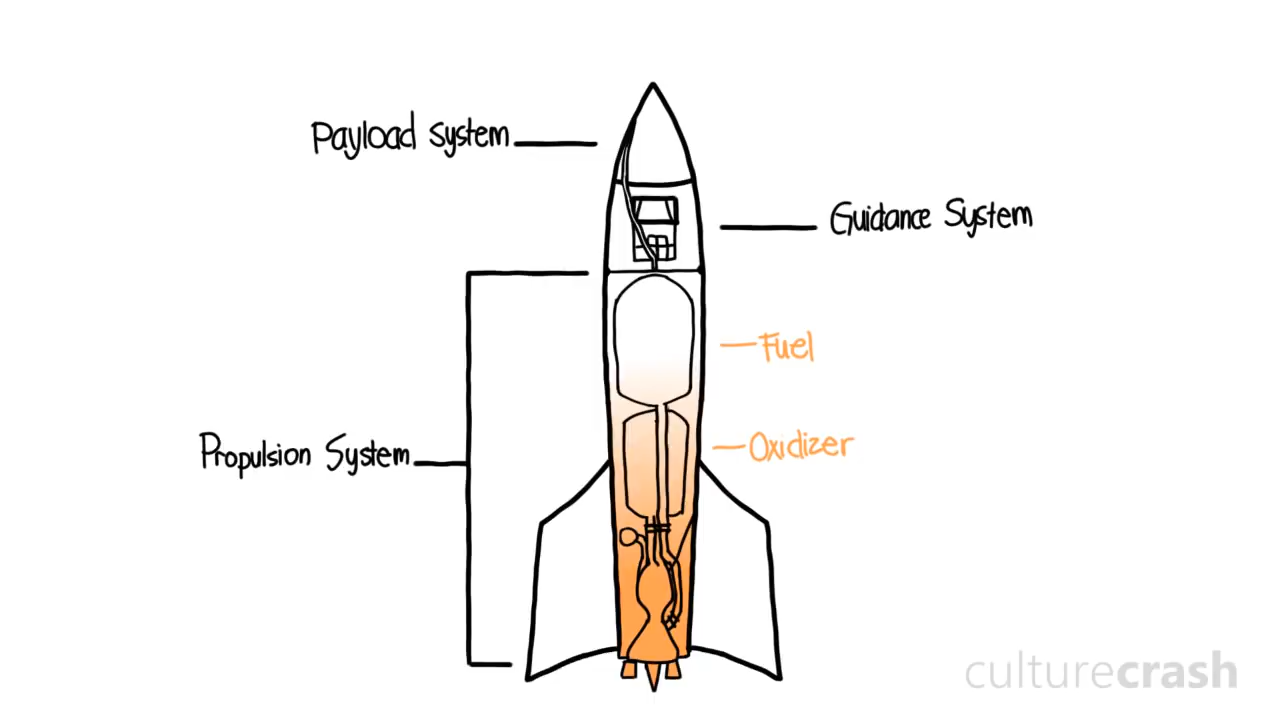 Payload System
Guidance System
Fuel
Oxidizer
Propulsion System
culturecrash